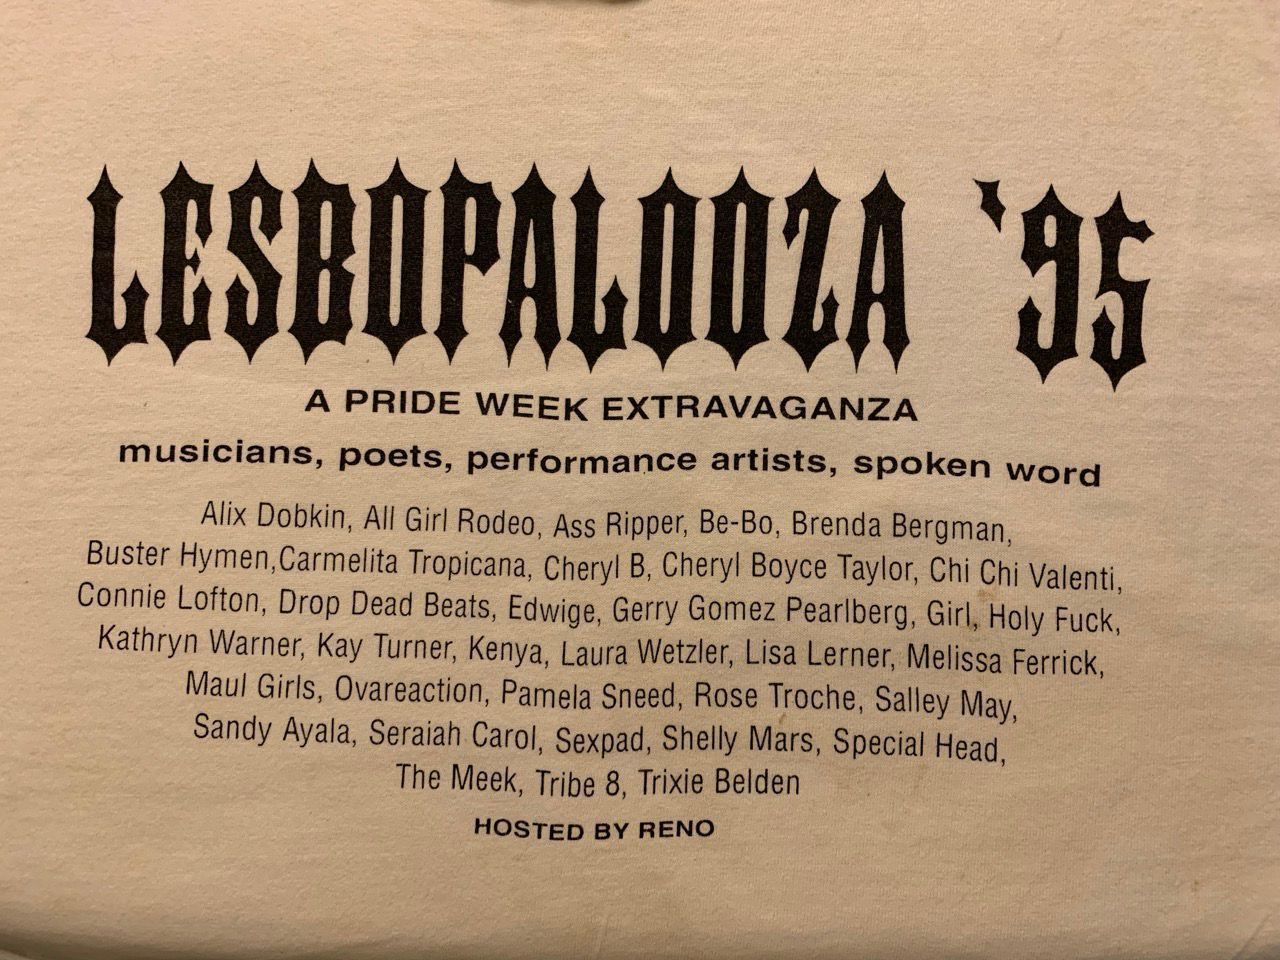 LESBOPALOOZA '95
A PRIDE WEEK EXTRAVAGANZA
musicians, poets, performance artists, spoken word
Alix Dobkin, All Girl Rodeo, Ass Ripper, Be-Bo, Brenda Bergman,
Buster Hymen,Carmelita Tropicana, Cheryl B, Cheryl Boyce Taylor, Chi Chi Valenti,
Connie Lofton, Drop Dead Beats, Edwige, Gerry Gomez Pearlberg, Girl, Holy Fuck,
Kathryn Warner, Kay Turner, Kenya, Laura Wetzler, Lisa Lerner, Melissa Ferrick,
Maul Girls, Ovareaction, Pamela Sneed, Rose Troche, Salley May,
Sandy Ayala, Seraiah Carol, Sexpad, Shelly Mars, Special Head,
The Meek, Tribe 8, Trixie Belden
HOSTED BY RENO